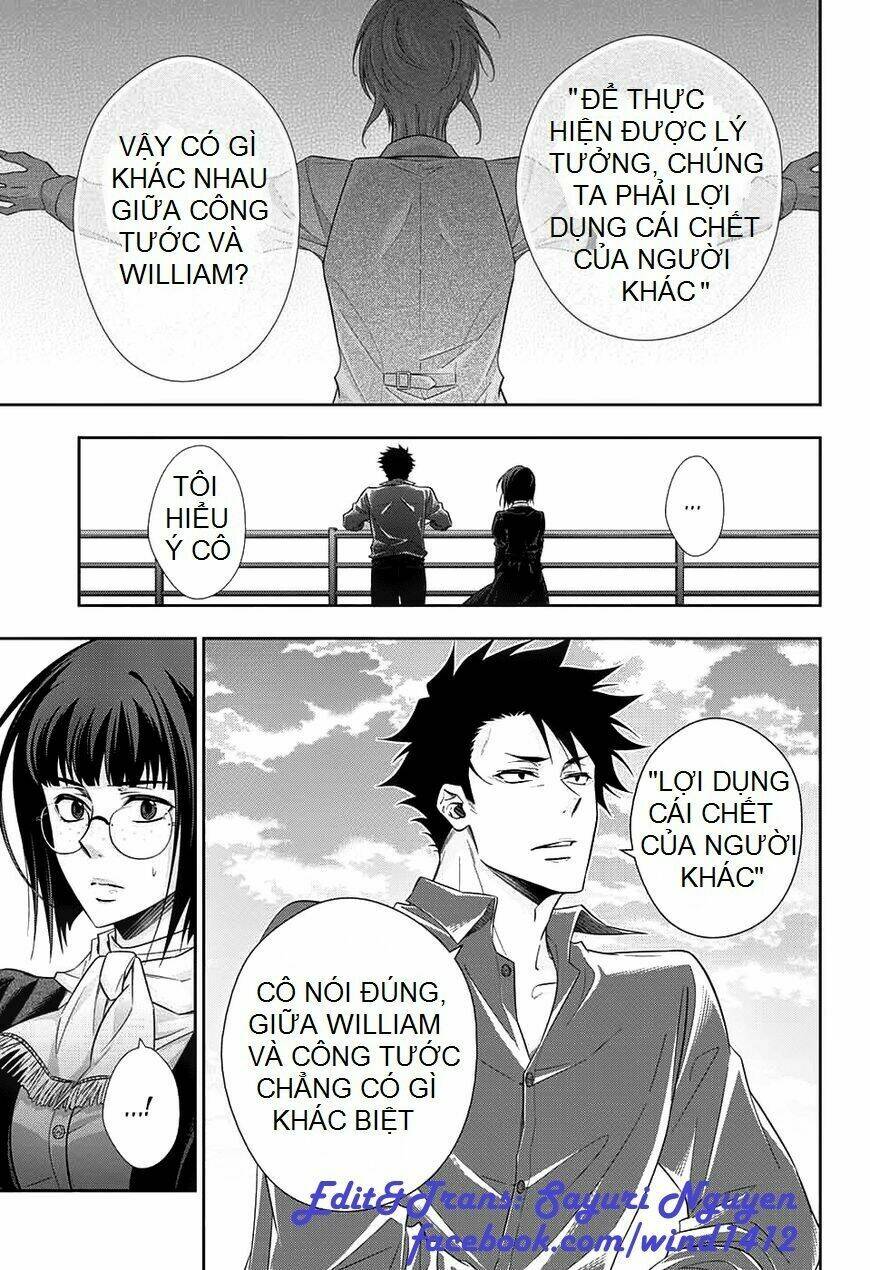 "ĐỂ THỰC
HIỆN ĐƯỢC LÝ
TƯỞNG, CHÚNG
TA PHẢI LỢI
DỤNG CÁI CHẾT
CỦA NGƯỜI
KHÁC"
VẬY CÓ GÌ
KHÁC NHAU
GIỮA CÔNG
TƯỚC VÀ
WILLIAM?
...
TÔI
HIỂU
Ý CÔ
"LỢI DỤNG
CÁI CHẾT
CỦA NGƯỜI
KHÁC"
CÔ NÓI ĐÚNG,
GIỮA WILLIAM
VÀ CÔNG TƯỚC
CHẲNG CÓ GÌ
KHÁC BIỆT
...!
Edit&Trans: Sayuri Nguyen
facebook.com/wind1412